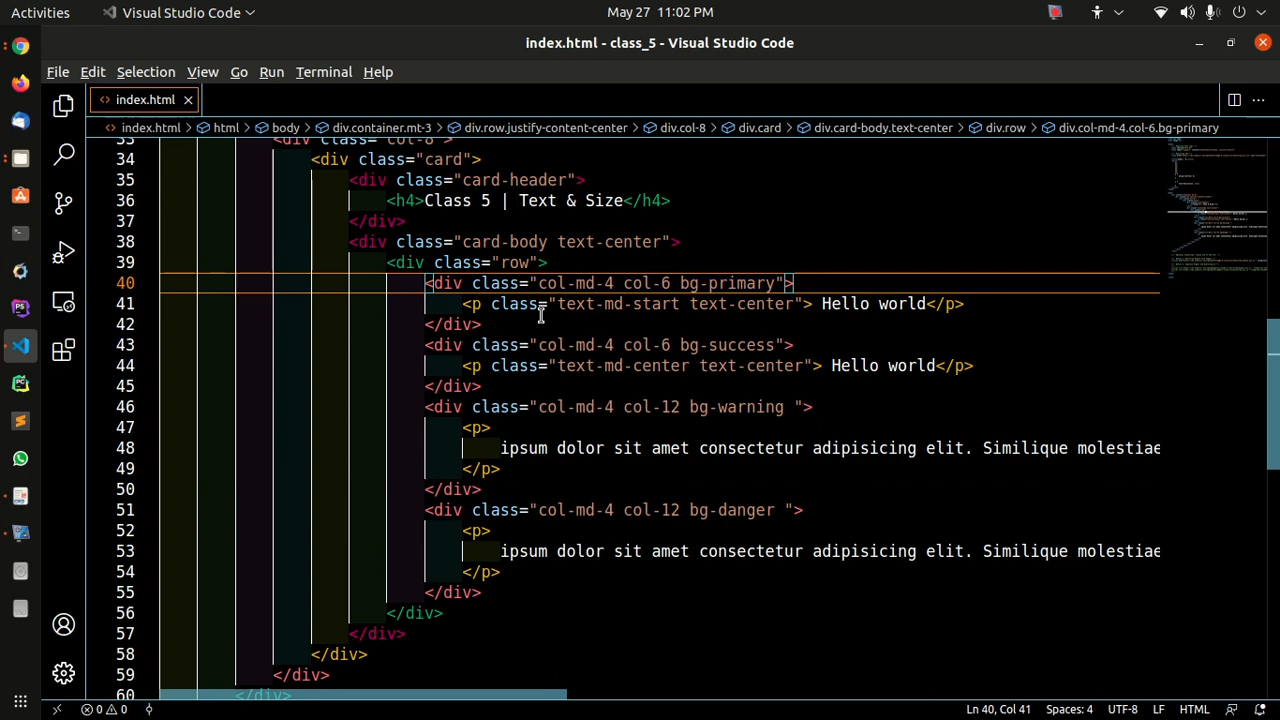 Activities
Visual Studio Code
May 27 11:02 PM
index.html - class_5 - Visual Studio Code
File Edit Selection View Go Run Terminal Help
<> index.html
<> index.html > html > body > div.container.mt-3 > div.row.justify-content-center > div.col-8 > div.card > div.card-body.text-center > div.row > div.col-md-4.col-6.bg-primary
33 <div class="col-8">
34 <div class="card">
35 <div class="card-header">
36 <h4>Class 5 | Text & Size</h4>
37 </div>
38 <div class="card-body text-center">
39 <div class="row">
40 <div class="col-md-4 col-6 bg-primary">
41 <p class="text-md-start text-center"> Hello world</p>
42 </div>
43 <div class="col-md-4 col-6 bg-success">
44 <p class="text-md-center text-center"> Hello world</p>
45 </div>
46 <div class="col-md-4 col-12 bg-warning ">
47 <p>
48 ipsum dolor sit amet consectetur adipisicing elit. Similique molestiae
49 </p>
50 </div>
51 <div class="col-md-4 col-12 bg-danger ">
52 <p>
53 ipsum dolor sit amet consectetur adipisicing elit. Similique molestiae
54 </p>
55 </div>
56 </div>
57 </div>
58 </div>
59 </div>
60 </div>
0 0
Ln 40, Col 41 Spaces: 4 UTF-8 LF HTML